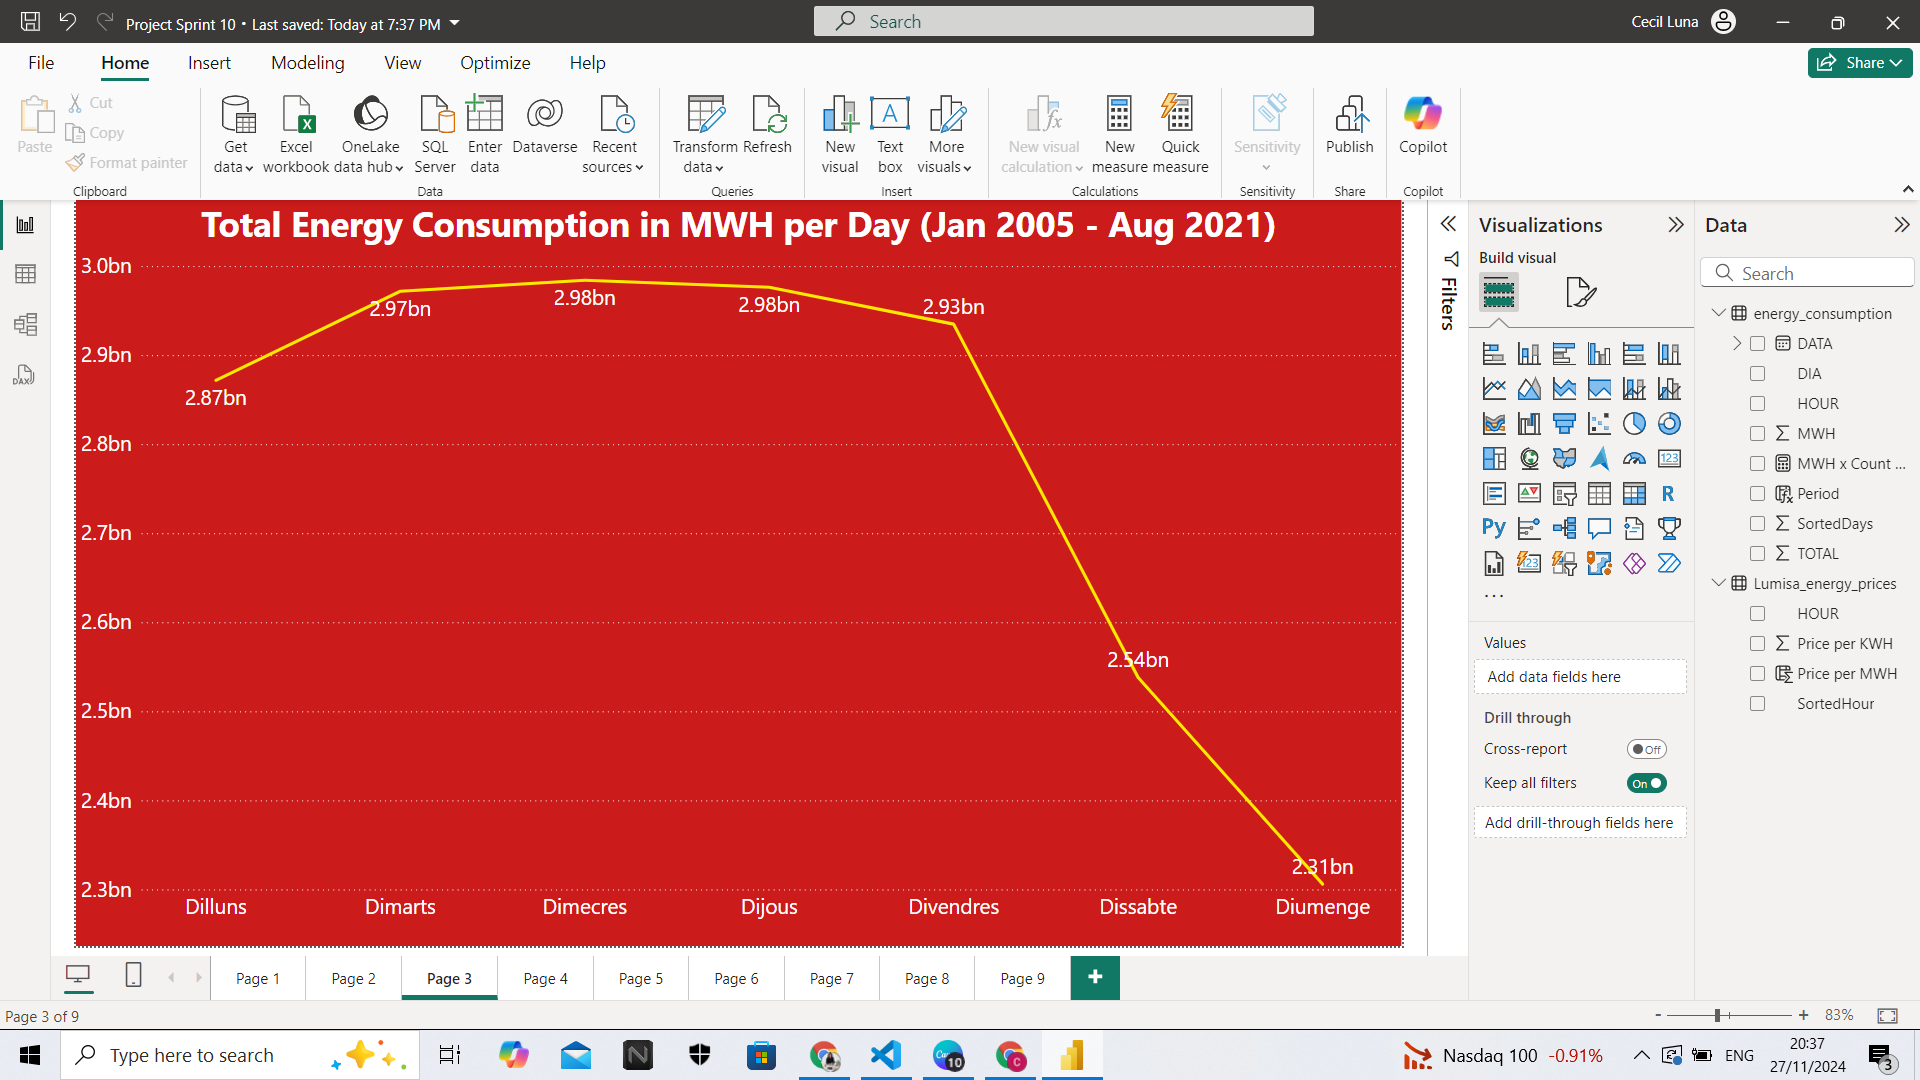 Project Sprint 10 • Last saved: Today at 7:37 PM
Search
Cecil Luna
File Home Insert Modeling View Optimize Help
Share
Paste
Cut
Copy
Format painter
Clipboard
Get data
Excel workbook
OneLake data hub
SQL Server
Enter data
Dataverse
Recent sources
Data
Transform data
Refresh
Queries
New visual
Text box
More visuals
Insert
New visual calculation
New measure
Quick measure
Calculations
Sensitivity
Sensitivity
Publish
Share
Copilot
Copilot
Total Energy Consumption in MWH per Day (Jan 2005 - Aug 2021)
3.0bn
2.9bn
2.8bn
2.7bn
2.6bn
2.5bn
2.4bn
2.3bn
2.87bn
2.97bn
2.98bn
2.98bn
2.93bn
2.54bn
2.31bn
Dilluns Dimarts Dimecres Dijous Divendres Dissabte Diumenge
Filters
Visualizations
Build visual
123
R
Py
123
...
Values
Add data fields here
Drill through
Cross-report Off
Keep all filters On
Add drill-through fields here
Data
Search
energy_consumption
DATA
DIA
HOUR
MWH
MWH x Count ...
Period
SortedDays
TOTAL
Lumisa_energy_prices
HOUR
Price per KWH
Price per MWH
SortedHour
DAX
Page 1 Page 2 Page 3 Page 4 Page 5 Page 6 Page 7 Page 8 Page 9 +
Page 3 of 9
- + 83%
Type here to search
10
C
Nasdaq 100 -0.91%
ENG
20:37
27/11/2024
3